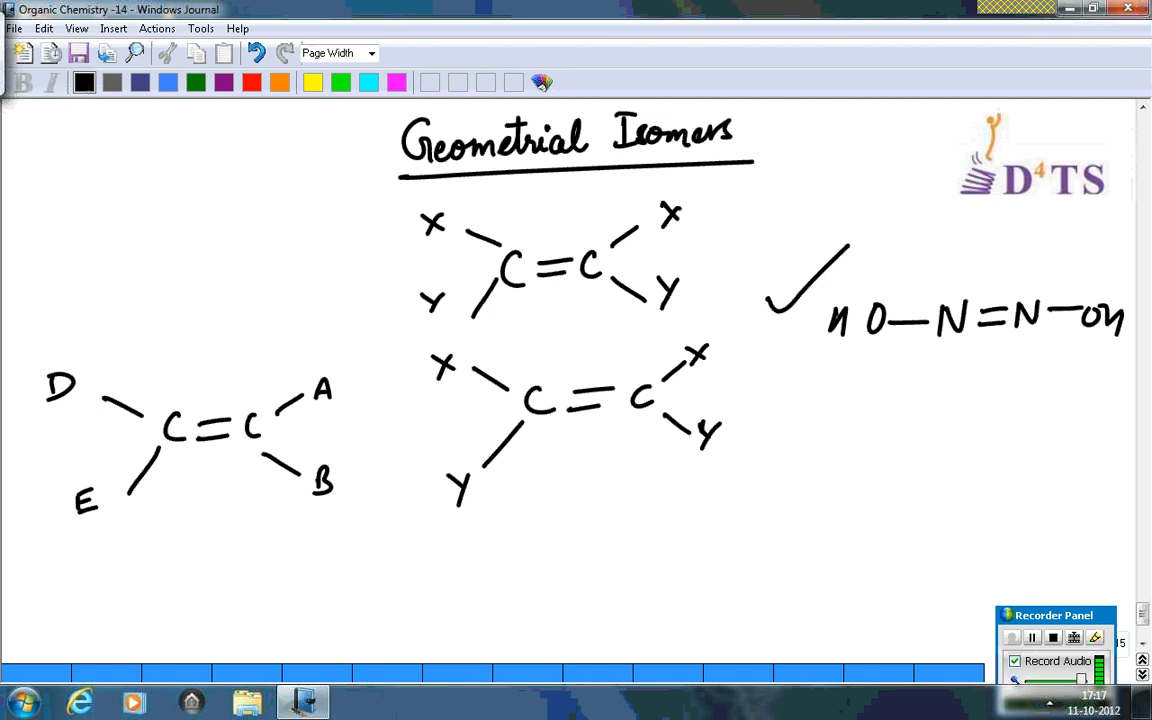 Organic Chemistry -14 - Windows Journal
File Edit View Insert Actions Tools Help
Page Width
B I
Geometrial Isomers
D4TS
X X
C=C
Y Y
HO-N=N-OH
X X
C=C
Y Y
D A
C=C
E B
Recorder Panel
15
Record Audio
17:17
11-10-2012